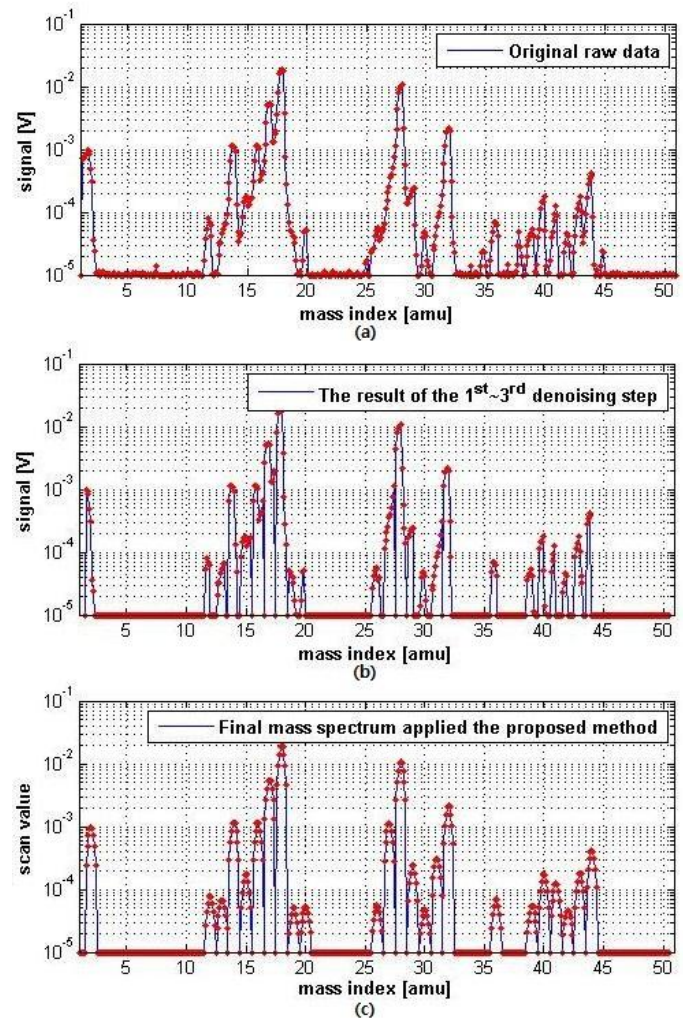 10^-1
Original raw data
10^-2
10^-3
10^-4
10^-5
signal [V]
5 10 15 20 25 30 35 40 45 50
mass index [amu]
(a)
10^-1
The result of the 1^st~3^rd denoising step
10^-2
10^-3
10^-4
10^-5
signal [V]
5 10 15 20 25 30 35 40 45 50
mass index [amu]
(b)
10^-1
Final mass spectrum applied the proposed method
10^-2
10^-3
10^-4
10^-5
scan value
5 10 15 20 25 30 35 40 45 50
mass index [amu]
(c)